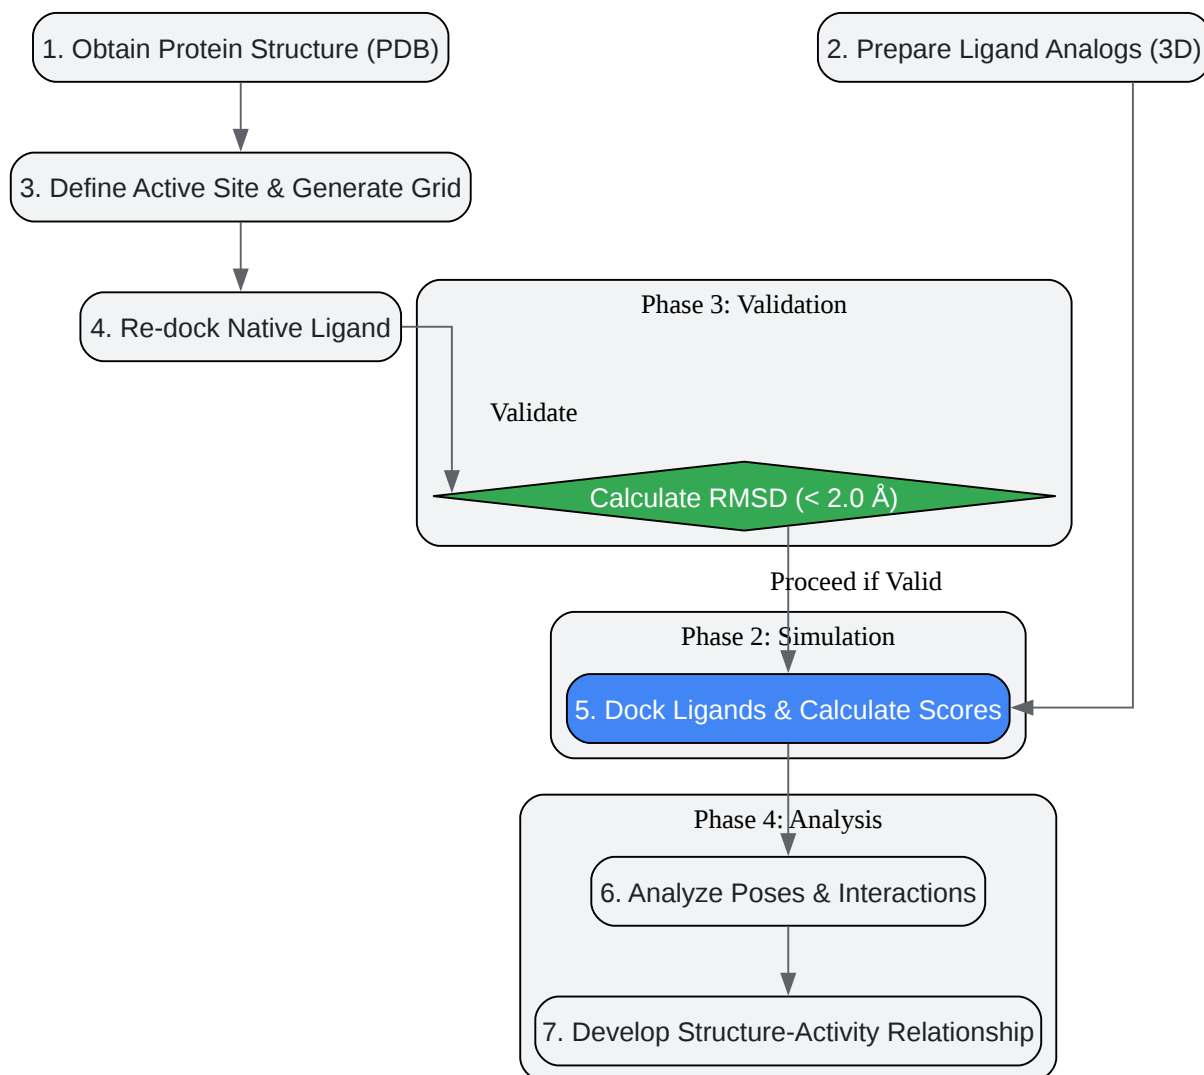 1. Obtain Protein Structure (PDB)
2. Prepare Ligand Analogs (3D)
3. Define Active Site & Generate Grid
4. Re-dock Native Ligand
Phase 3: Validation
Validate
Calculate RMSD (< 2.0 Å)
Proceed if Valid
Phase 2: Simulation
5. Dock Ligands & Calculate Scores
Phase 4: Analysis
6. Analyze Poses & Interactions
7. Develop Structure-Activity Relationship